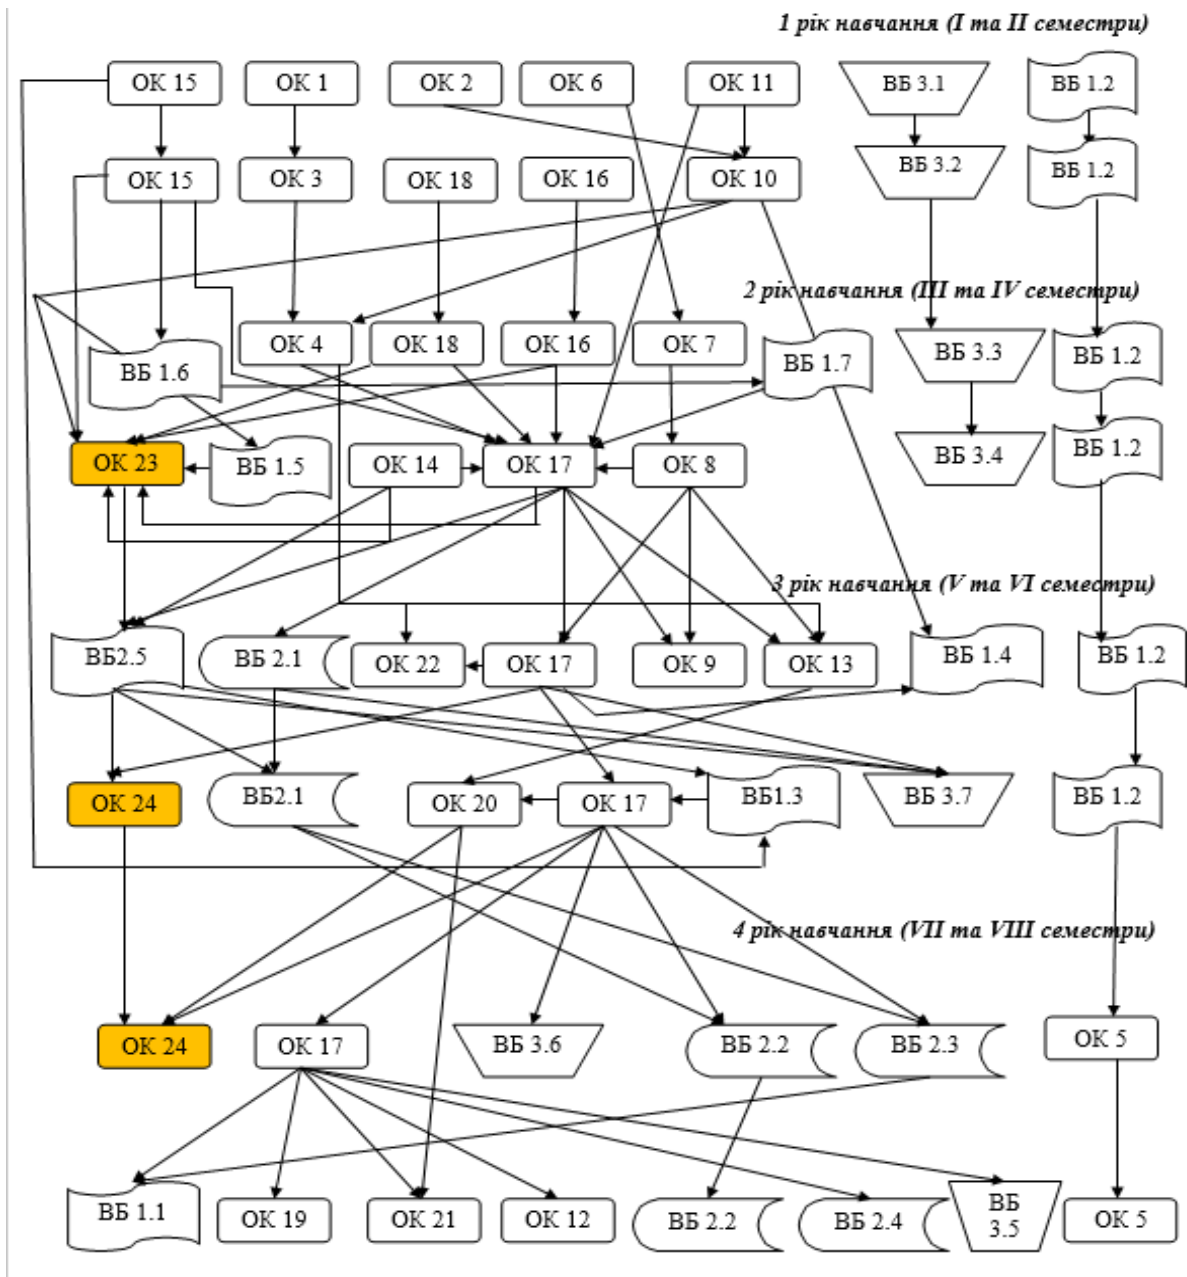 1 рік навчання (І та ІІ семестри)
ОК 15 ОК 1 ОК 2 ОК 6 ОК 11 ВБ 3.1 ВБ 1.2
ОК 15 ОК 3 ОК 18 ОК 16 ОК 10 ВБ 3.2 ВБ 1.2
2 рік навчання (ІІІ та IV семестри)
ОК 4 ОК 18 ОК 16 ОК 7 ВБ 3.3 ВБ 1.2
ВБ 1.6 ВБ 1.7
ОК 23 ВБ 1.5 ОК 14 ОК 17 ОК 8 ВБ 3.4 ВБ 1.2
3 рік навчання (V та VI семестри)
ВБ2.5 ВБ 2.1 ОК 22 ОК 17 ОК 9 ОК 13 ВБ 1.4 ВБ 1.2
ОК 24 ВБ2.1 ОК 20 ОК 17 ВБ1.3 ВБ 3.7 ВБ 1.2
4 рік навчання (VII та VIII семестри)
ОК 24 ОК 17 ВБ 3.6 ВБ 2.2 ВБ 2.3 ОК 5
ВБ 1.1 ОК 19 ОК 21 ОК 12 ВБ 2.2 ВБ 2.4 ВБ ОК 5
3.5